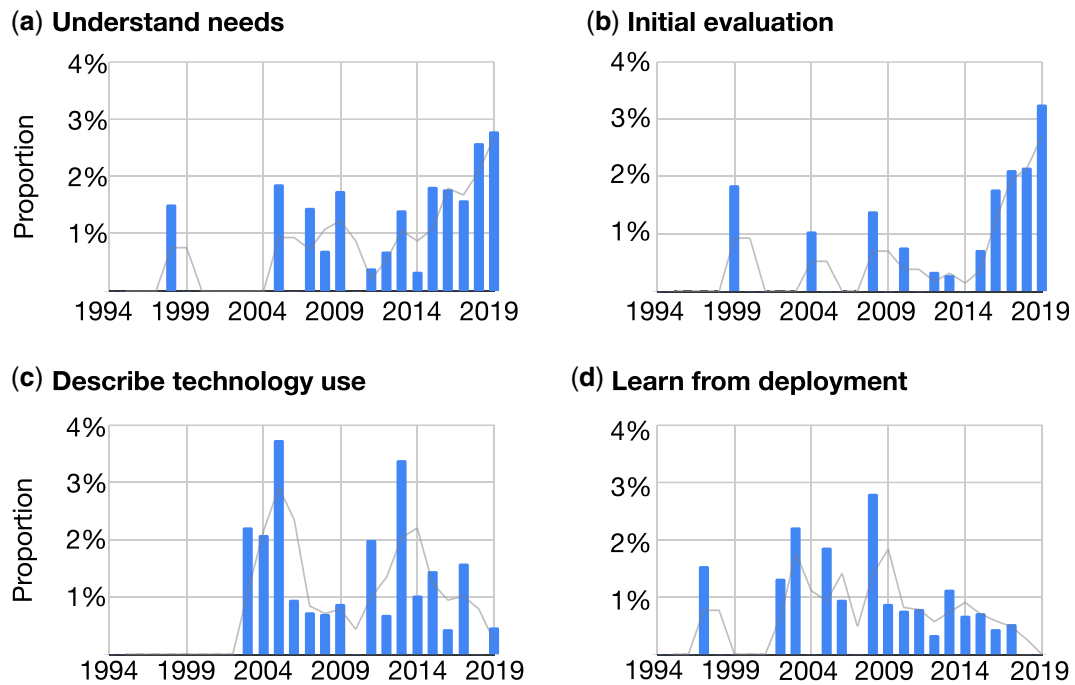 (a) Understand needs
(b) Initial evaluation
4%
3%
2%
1%
Proportion
1994 1999 2004 2009 2014 2019
4%
3%
2%
1%
1994 1999 2004 2009 2014 2019
(c) Describe technology use
(d) Learn from deployment
4%
3%
2%
1%
Proportion
1994 1999 2004 2009 2014 2019
4%
3%
2%
1%
1994 1999 2004 2009 2014 2019